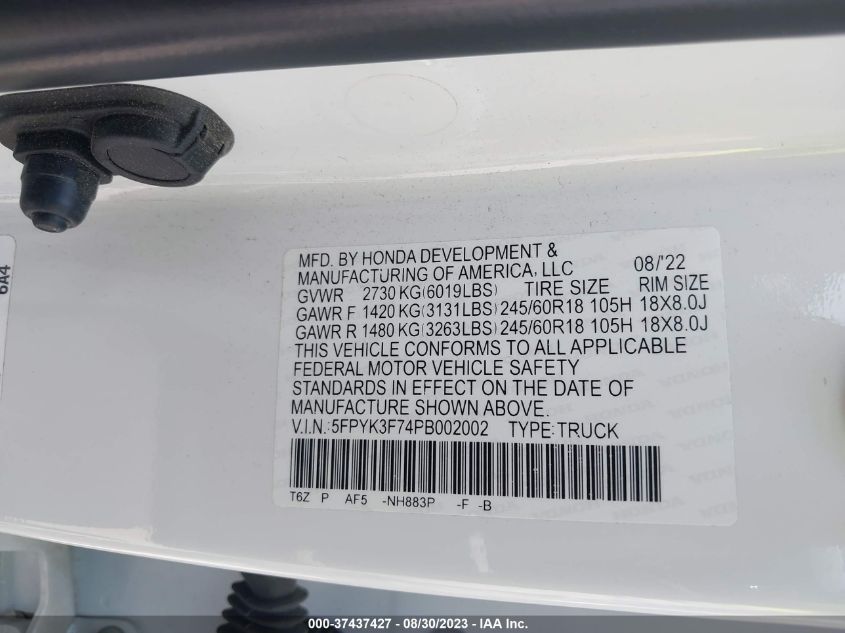 MFD. BY HONDA DEVELOPMENT &
MANUFACTURING OF AMERICA, LLC 08/'22
GVWR 2730 KG(6019LBS) TIRE SIZE RIM SIZE
GAWR F 1420 KG(3131LBS) 245/60R18 105H 18X8.0J
GAWR R 1480 KG(3263LBS) 245/60R18 105H 18X8.0J
THIS VEHICLE CONFORMS TO ALL APPLICABLE
FEDERAL MOTOR VEHICLE SAFETY
STANDARDS IN EFFECT ON THE DATE OF
MANUFACTURE SHOWN ABOVE.
V.I.N.:5FPYK3F74PB002002 TYPE:TRUCK
T6Z P AF5 -NH883P -F -B
6A4
000-37437427 - 08/30/2023 - IAA Inc.